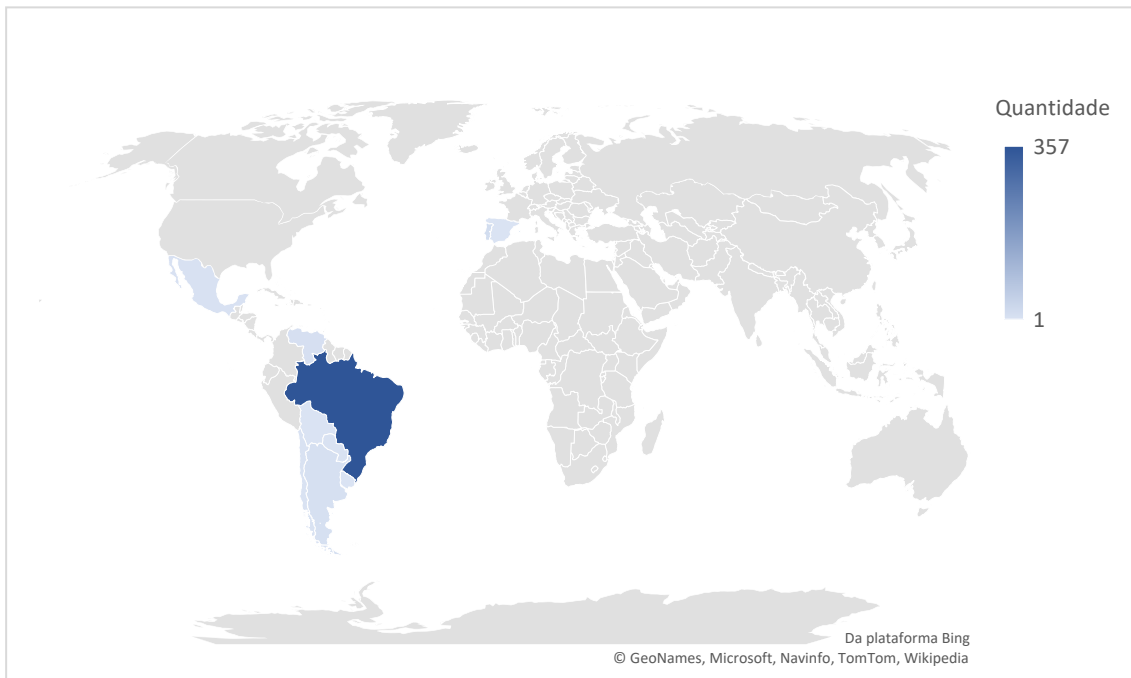 Quantidade
357
1
Da plataforma Bing
© GeoNames, Microsoft, Navinfo, TomTom, Wikipedia